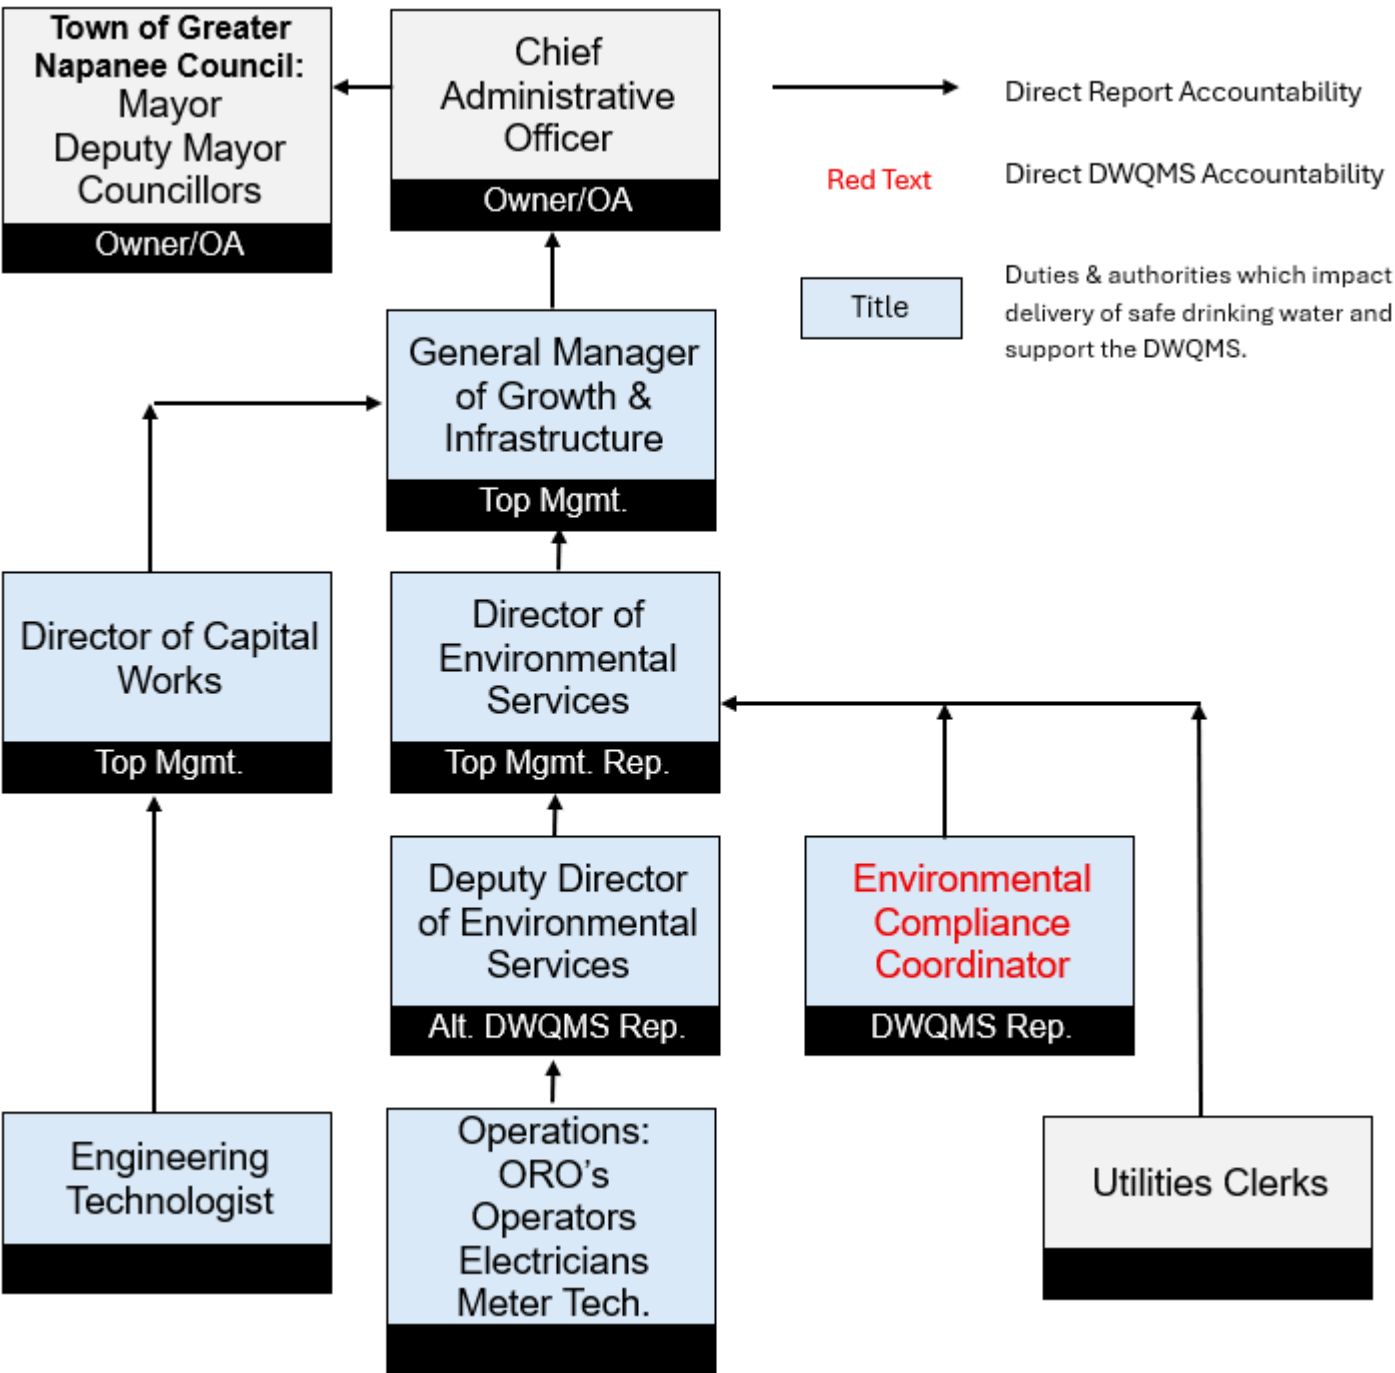 Town of Greater
Napanee Council:
Mayor
Deputy Mayor
Councillors
Owner/OA
Chief
Administrative
Officer
Owner/OA
Direct Report Accountability
Red Text
Direct DWQMS Accountability
Title
Duties & authorities which impact
delivery of safe drinking water and
support the DWQMS.
General Manager
of Growth &
Infrastructure
Top Mgmt.
Director of Capital
Works
Top Mgmt.
Director of
Environmental
Services
Top Mgmt. Rep.
Deputy Director
of Environmental
Services
Alt. DWQMS Rep.
Environmental
Compliance
Coordinator
DWQMS Rep.
Engineering
Technologist
Operations:
ORO’s
Operators
Electricians
Meter Tech.
Utilities Clerks